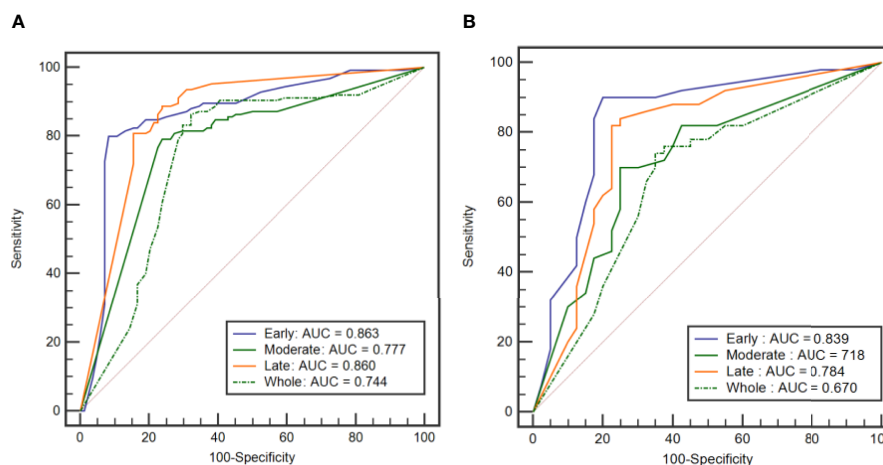 A
100
80
60
40
20
0
Sensitivity
Early: AUC = 0.863
Moderate: AUC = 0.777
Late: AUC = 0.860
Whole: AUC = 0.744
0 20 40 60 80 100
100-Specificity
B
100
80
60
40
20
0
Sensitivity
Early : AUC = 0.839
Moderate : AUC = 718
Late : AUC = 0.784
Whole : AUC = 0.670
0 20 40 60 80 100
100-Specificity